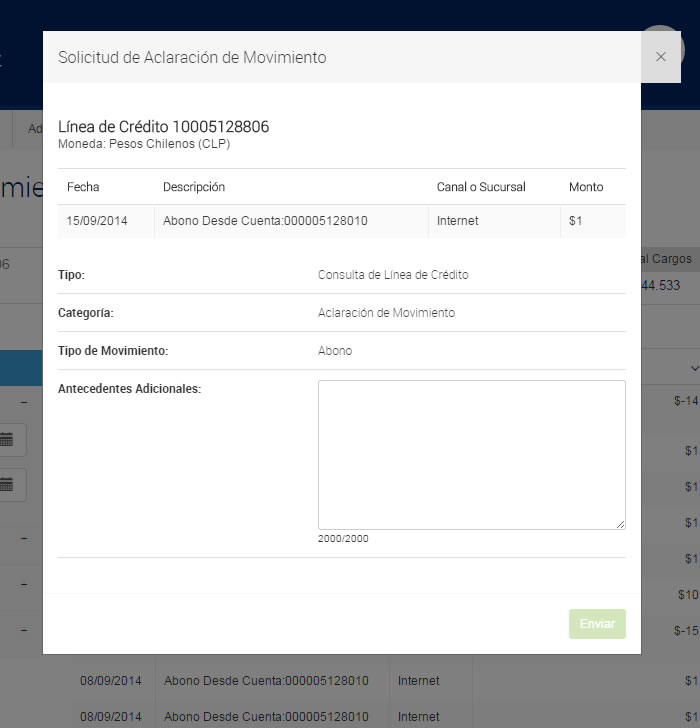 Solicitud de Aclaración de Movimiento
Ad
Línea de Crédito 10005128806
Moneda: Pesos Chilenos (CLP)
mie
Fecha Descripción Canal o Sucursal Monto
15/09/2014 Abono Desde Cuenta:000005128010 Internet $1
al Cargos
06
Tipo: Consulta de Línea de Crédito
44.533
Categoría: Aclaración de Movimiento
Tipo de Movimiento: Abono
Antecedentes Adicionales:
$-14
$1
$1
$1
2000/2000
$1
$10
Enviar
$-15
08/09/2014 Abono Desde Cuenta:000005128010 Internet $1
08/09/2014 Abono Desde Cuenta:000005128010 Internet $1